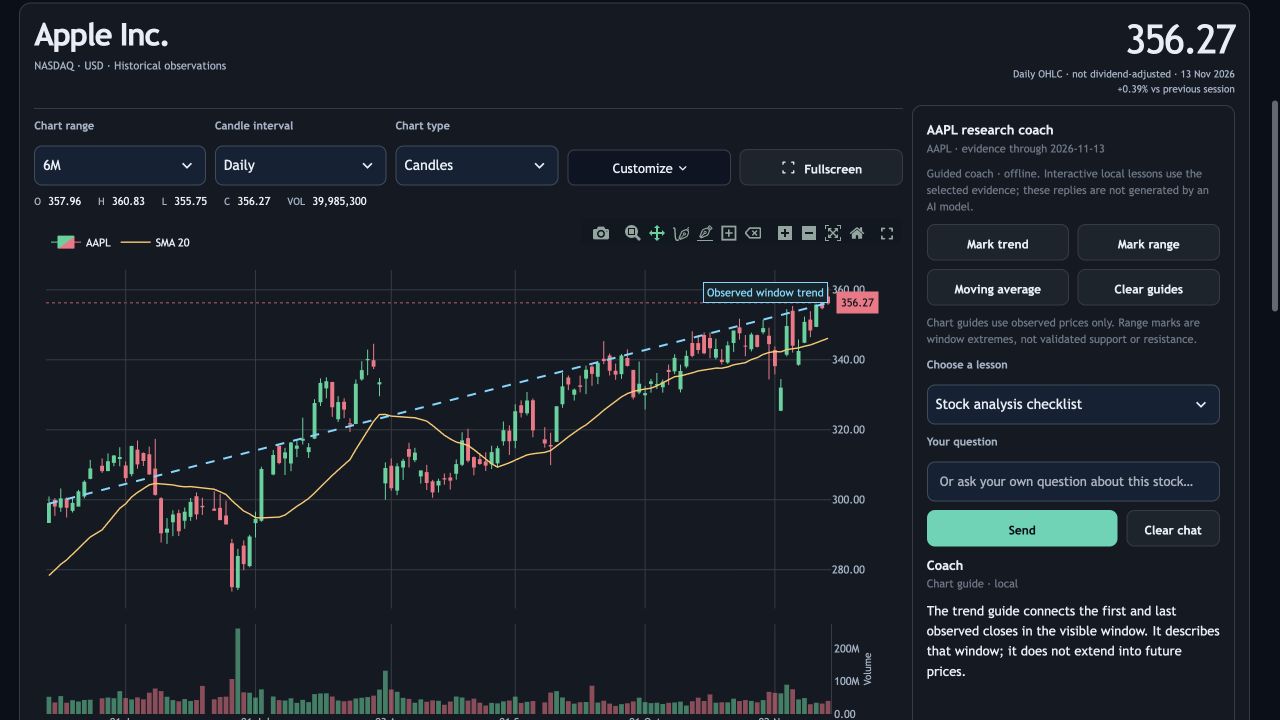 Apple Inc.
NASDAQ · USD · Historical observations
356.27
Daily OHLC · not dividend-adjusted · 13 Nov 2026
+0.39% vs previous session
Chart range
Candle interval
Chart type
6M
Daily
Candles
Customize
Fullscreen
O 357.96 H 360.83 L 355.75 C 356.27 VOL 39,985,300
AAPL
SMA 20
Observed window trend
360.00
356.27
340.00
320.00
300.00
280.00
200M
100M
0.00
Volume
AAPL research coach
AAPL · evidence through 2026-11-13
Guided coach · offline. Interactive local lessons use the
selected evidence; these replies are not generated by an
AI model.
Mark trend
Mark range
Moving average
Clear guides
Chart guides use observed prices only. Range marks are
window extremes, not validated support or resistance.
Choose a lesson
Stock analysis checklist
Your question
Or ask your own question about this stock...
Send
Clear chat
Coach
Chart guide · local
The trend guide connects the first and last
observed closes in the visible window. It describes
that window; it does not extend into future
prices.